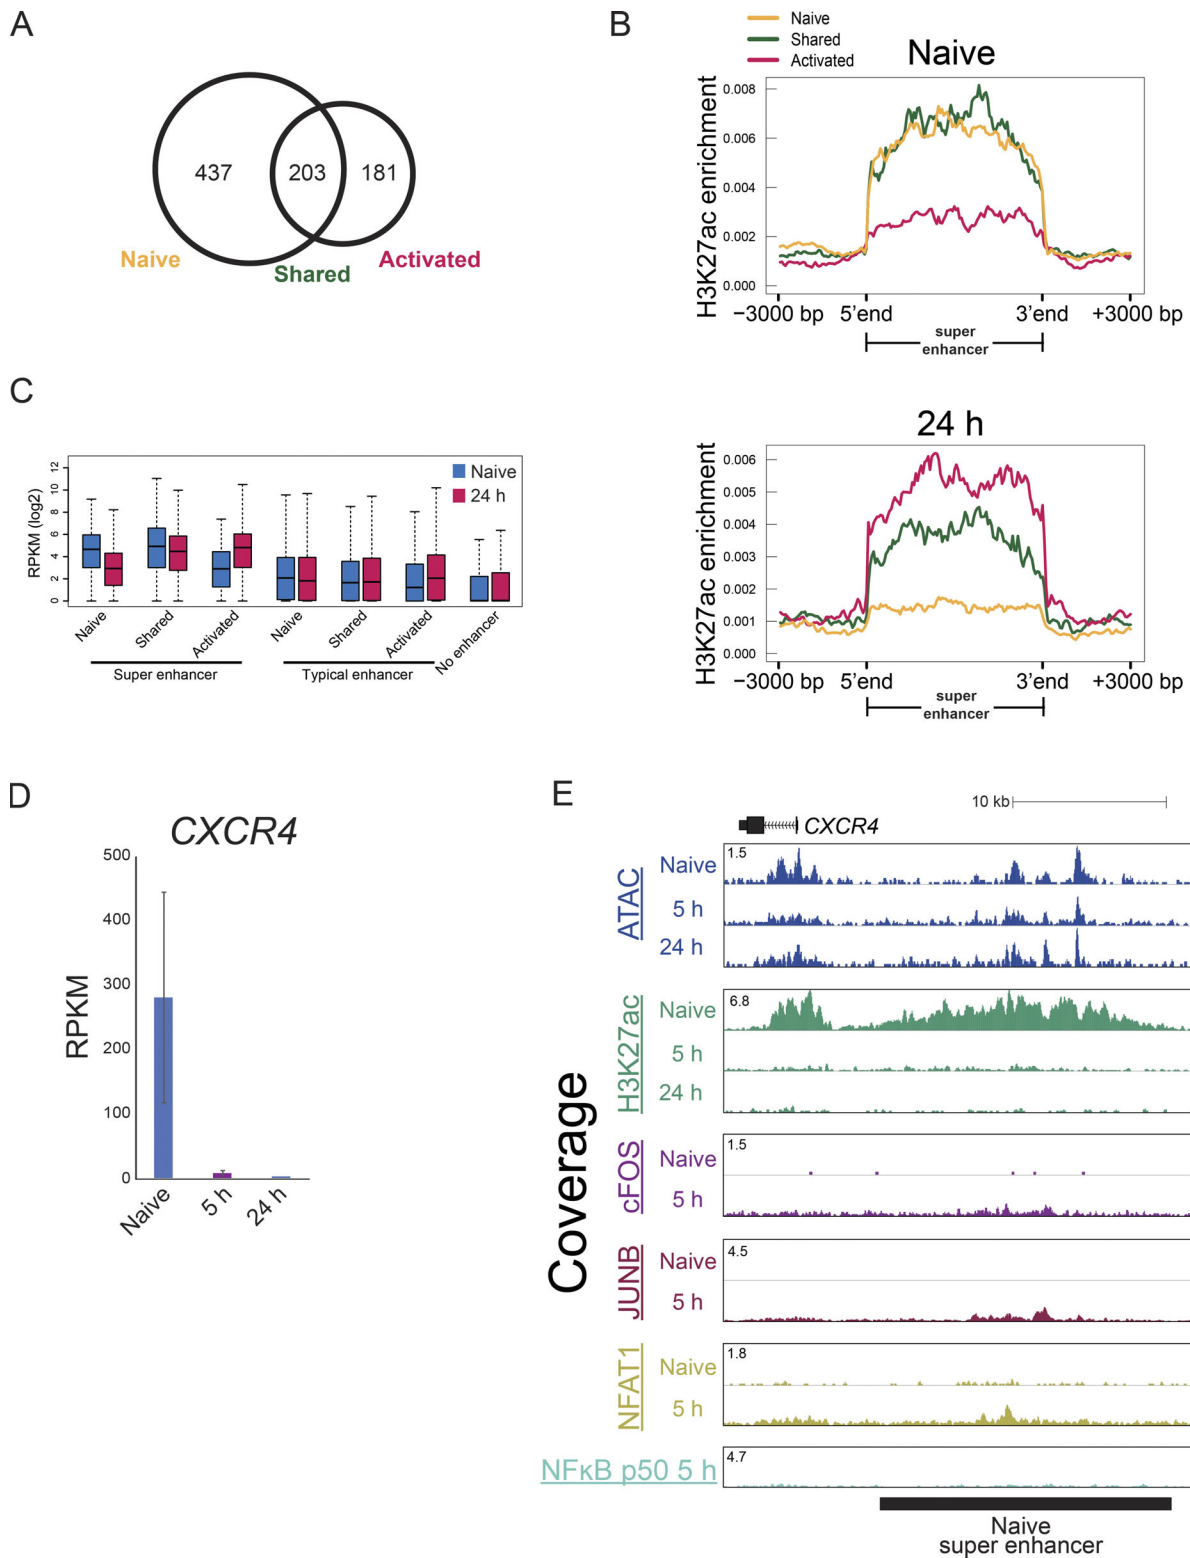 A
437
203
181
Naive
Shared
Activated
B
Naive
Shared
Activated
Naive
H3K27ac enrichment
0.008
0.006
0.004
0.002
0.000
−3000 bp
5’end
3’end
+3000 bp
super
enhancer
24 h
H3K27ac enrichment
0.006
0.005
0.004
0.003
0.002
0.001
0.000
−3000 bp
5’end
3’end
+3000 bp
super
enhancer
C
RPKM (log2)
12
10
8
6
4
2
0
Naive
24 h
Naive
Shared
Activated
Naive
Shared
Activated
No enhancer
Super enhancer
Typical enhancer
D
CXCR4
RPKM
500
400
300
200
100
0
Naive
5 h
24 h
E
10 kb
CXCR4
Coverage
ATAC
Naive
5 h
24 h
1.5
H3K27ac
Naive
5 h
24 h
6.8
cFOS
Naive
5 h
1.5
JUNB
Naive
5 h
4.5
NFAT1
Naive
5 h
1.8
NFκB p50 5 h
4.7
Naive
super enhancer